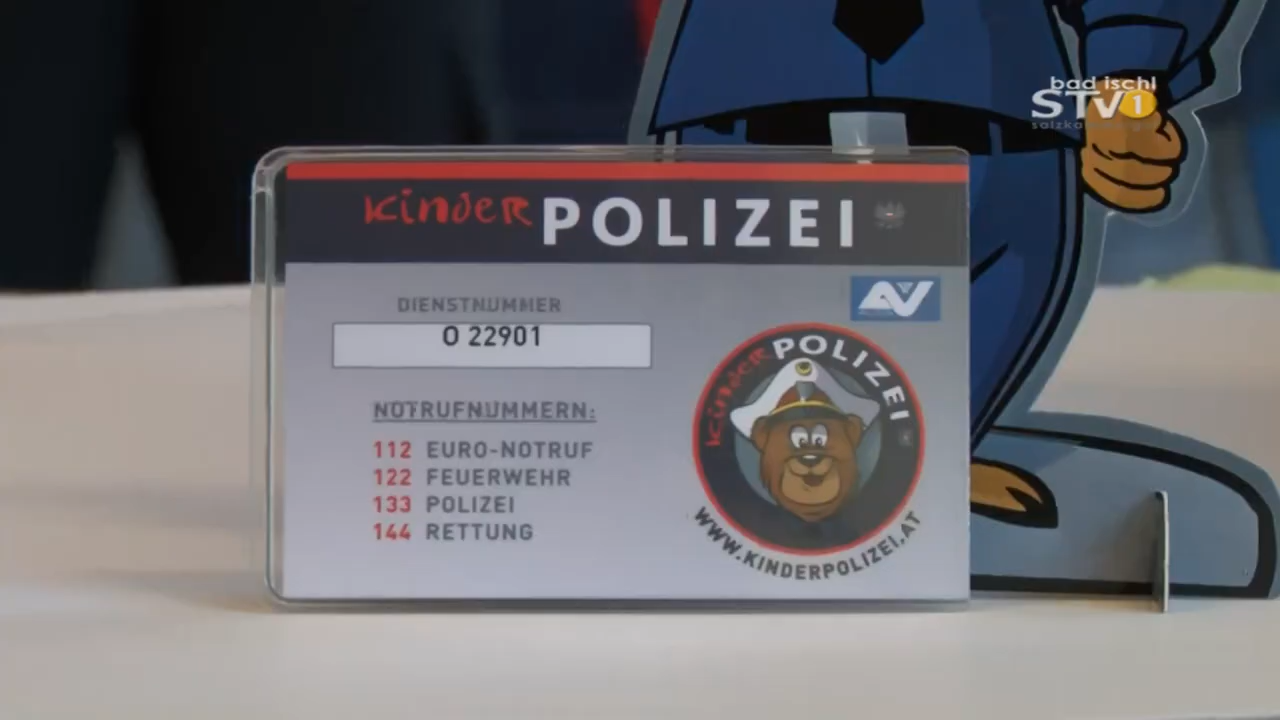 bad ischl
STV1
kinder POLIZEI
DIENSTNUMMER
O 22901
NOTRUFNUMMERN:
112 EURO-NOTRUF
122 FEUERWEHR
133 POLIZEI
144 RETTUNG
AV
kinder POLIZEI
WWW.KINDERPOLIZEI.AT